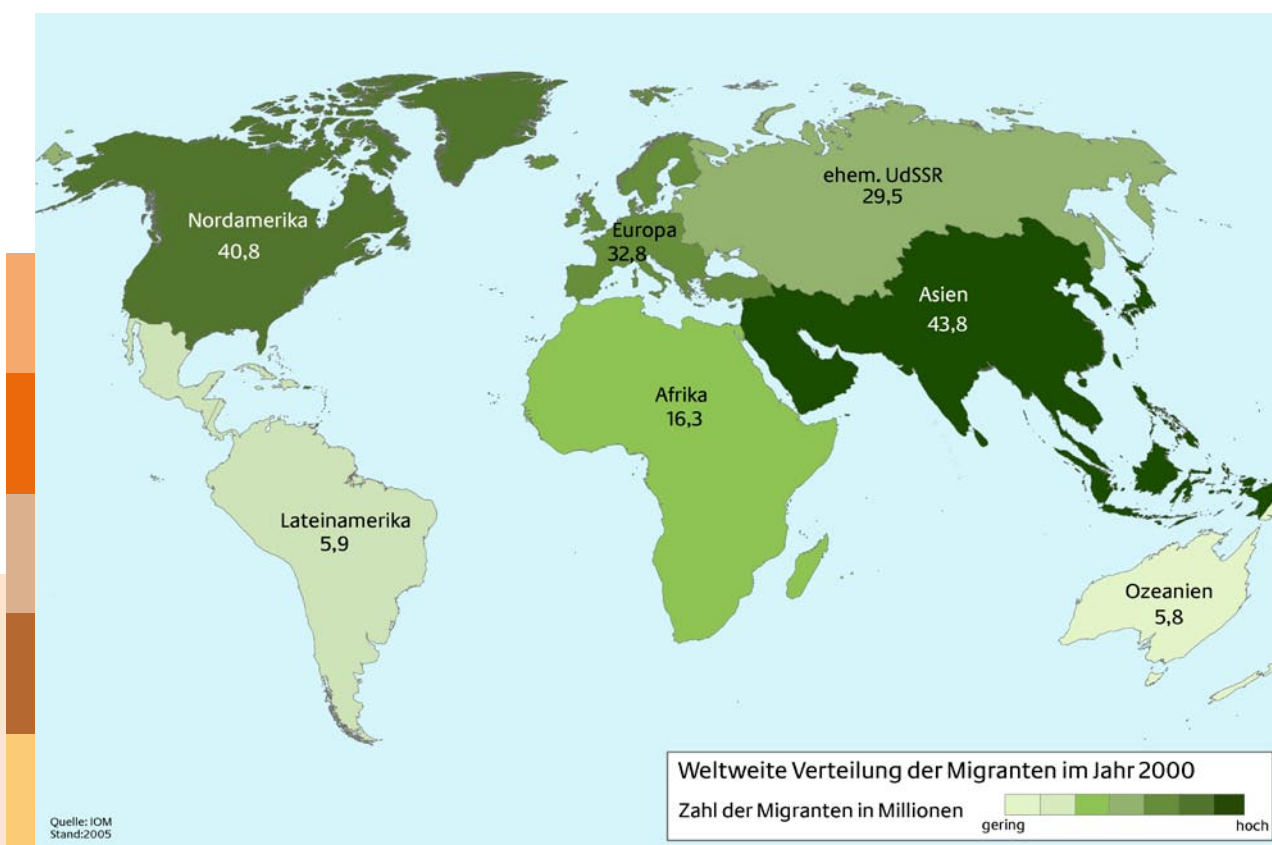 Nordamerika
40,8
ehem. UdSSR
29,5
Europa
32,8
Asien
43,8
Afrika
16,3
Lateinamerika
5,9
Ozeanien
5,8
Weltweite Verteilung der Migranten im Jahr 2000
Zahl der Migranten in Millionen
gering
hoch
Quelle: IOM
Stand:2005